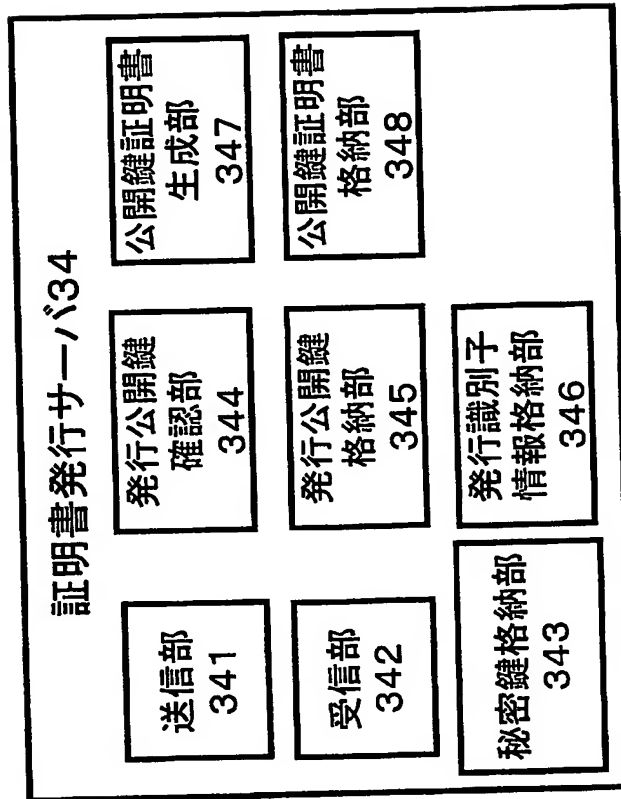 証明書発行サーバ34
送信部
341
受信部
342
秘密鍵格納部
343
発行公開鍵
確認部
344
発行公開鍵
格納部
345
発行識別子
情報格納部
346
公開鍵証明書
生成部
347
公開鍵証明書
格納部
348